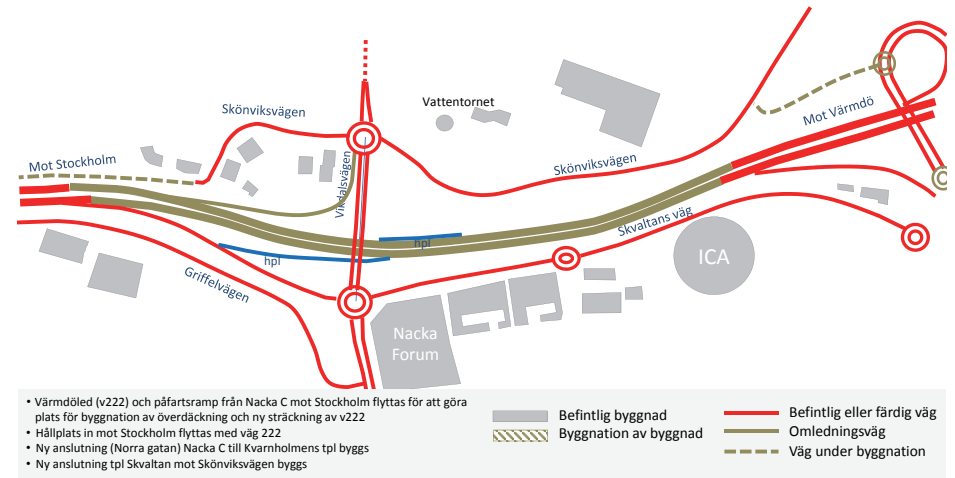 Skönviksvägen
Vattentornet
Mot Värmdö
Mot Stockholm
Vikdalsvägen
Skönviksvägen
Skvaltans väg
hpl
hpl
ICA
Griffelvägen
Nacka
Forum
• Värmdöled (v222) och påfartsramp från Nacka C mot Stockholm flyttas för att göra
plats för byggnation av överdäckning och ny sträckning av v222
• Hållplats in mot Stockholm flyttas med väg 222
• Ny anslutning (Norra gatan) Nacka C till Kvarnholmens tpl byggs
• Ny anslutning tpl Skvaltan mot Skönviksvägen byggs
Befintlig byggnad
Byggnation av byggnad
Befintlig eller färdig väg
Omledningsväg
Väg under byggnation